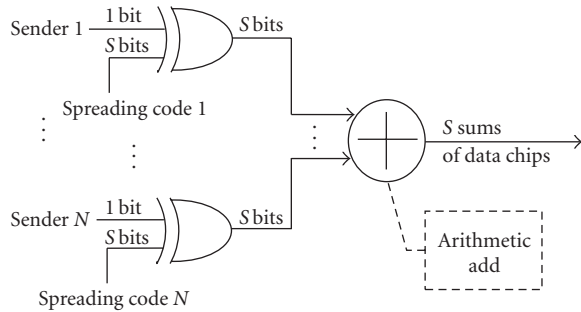 1 bit
Sender 1
S bits
S bits
Spreading code 1
S sums
of data chips
1 bit
Sender N
S bits
S bits
Spreading code N
Arithmetic
add